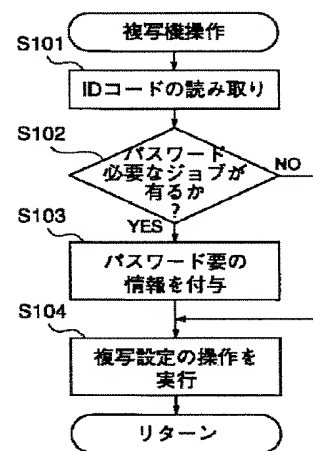 複写機操作
S101
IDコードの読み取り
S102
パスワード
必要なジョブが
有るか
?
NO
YES
S103
パスワード要の
情報を付与
S104
複写設定の操作を
実行
リターン